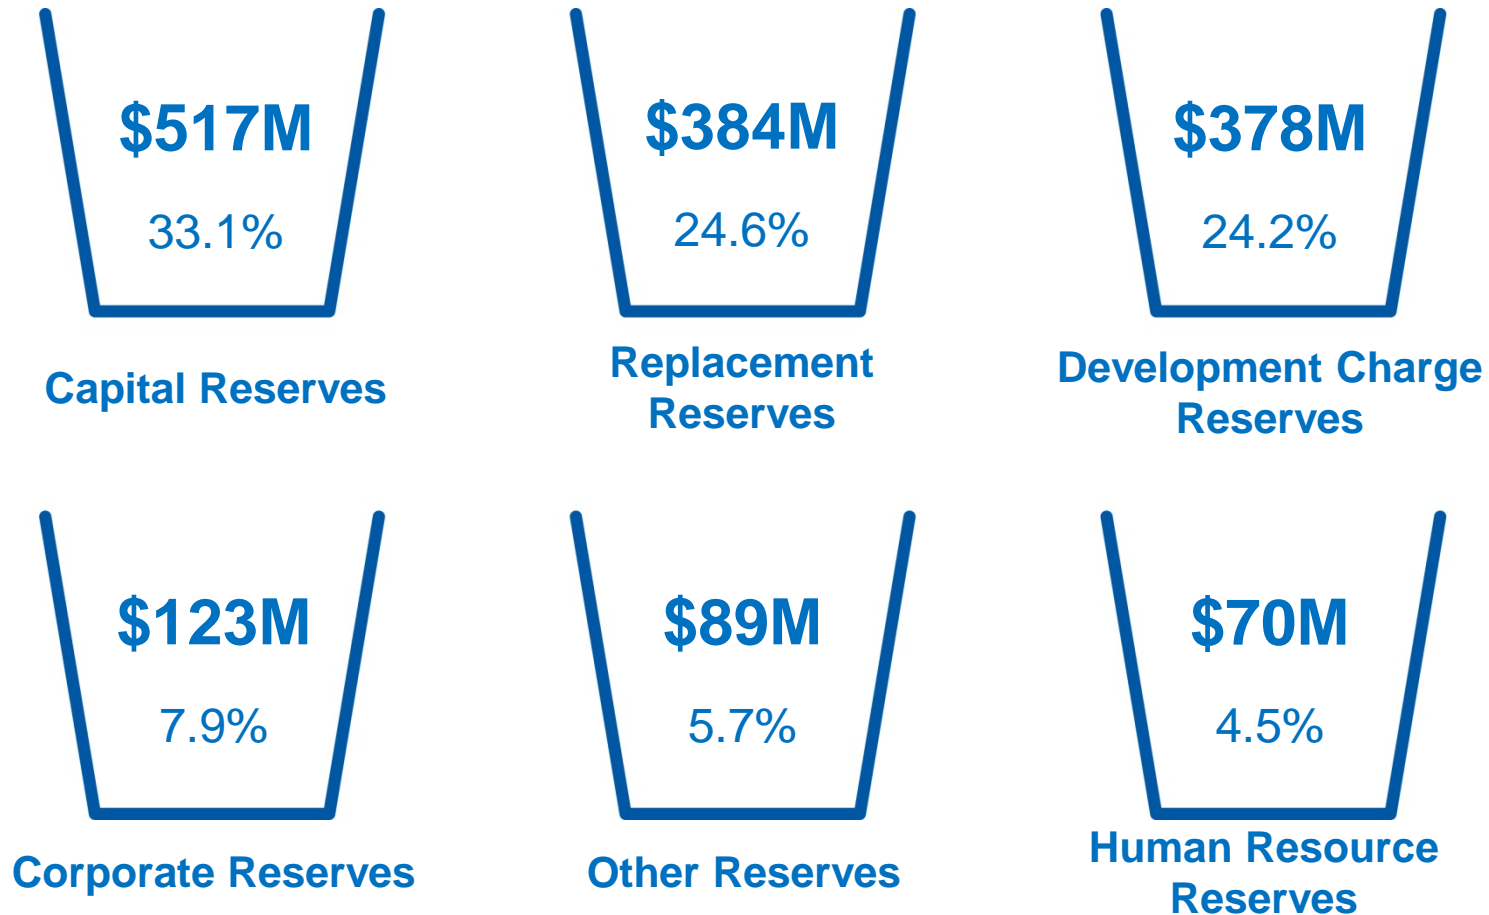 $517M
33.1%
Capital Reserves
$384M
24.6%
Replacement
Reserves
$378M
24.2%
Development Charge
Reserves
$123M
7.9%
Corporate Reserves
$89M
5.7%
Other Reserves
$70M
4.5%
Human Resource
Reserves